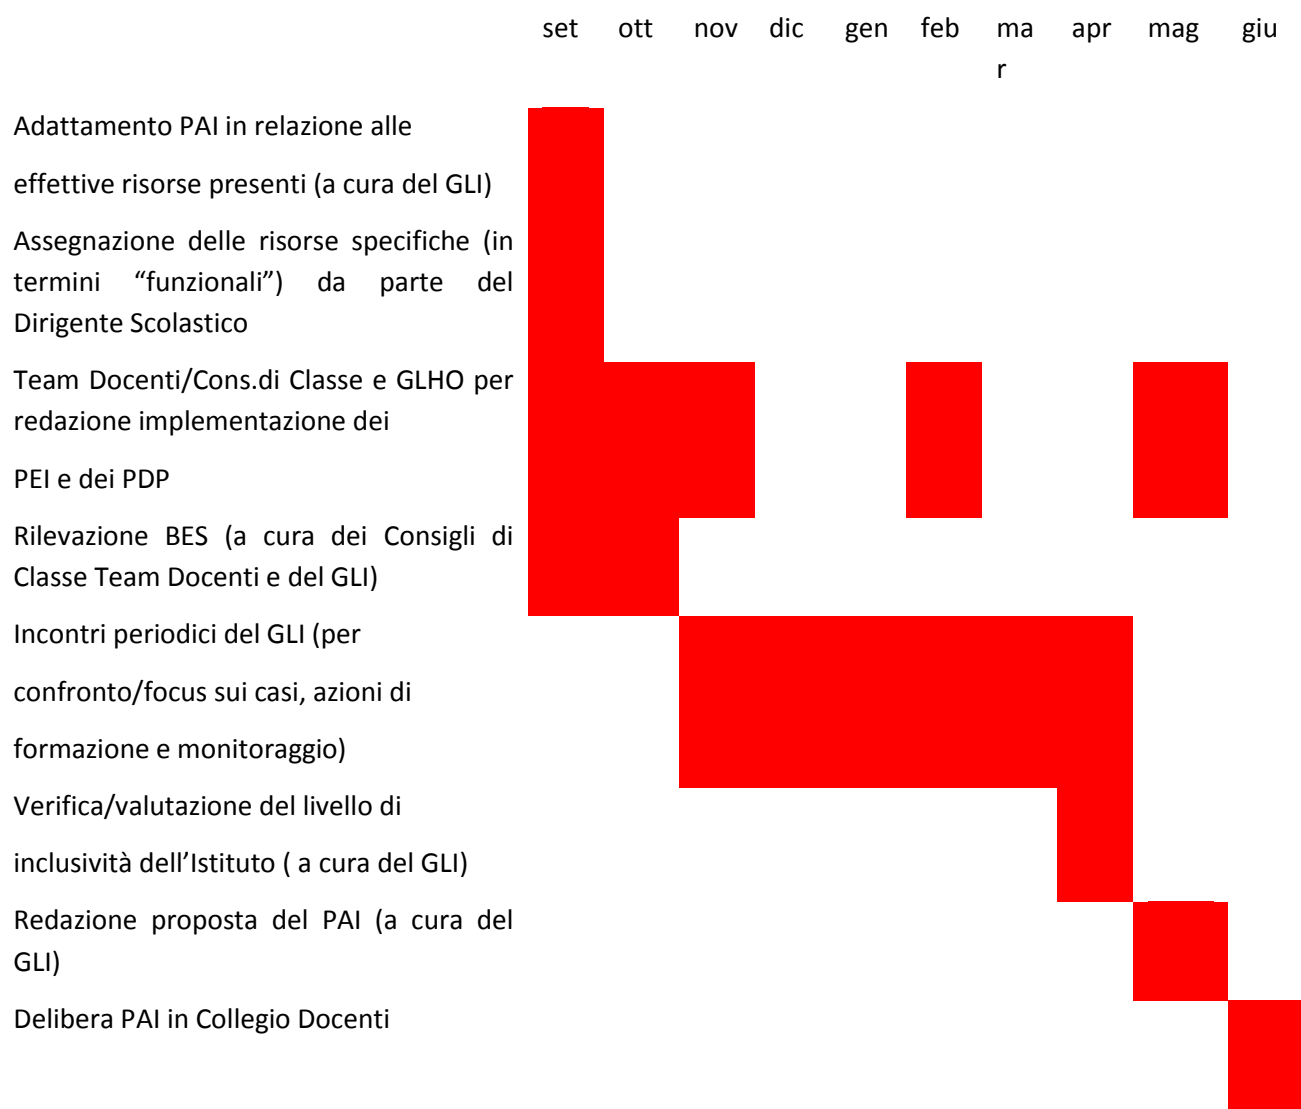 set ott nov dic gen feb ma apr mag giu
r
Adattamento PAI in relazione alle
effettive risorse presenti (a cura del GLI)
Assegnazione delle risorse specifiche (in
termini “funzionali”) da parte del
Dirigente Scolastico
Team Docenti/Cons.di Classe e GLHO per
redazione implementazione dei
PEI e dei PDP
Rilevazione BES (a cura dei Consigli di
Classe Team Docenti e del GLI)
Incontri periodici del GLI (per
confronto/focus sui casi, azioni di
formazione e monitoraggio)
Verifica/valutazione del livello di
inclusività dell’Istituto ( a cura del GLI)
Redazione proposta del PAI (a cura del
GLI)
Delibera PAI in Collegio Docenti